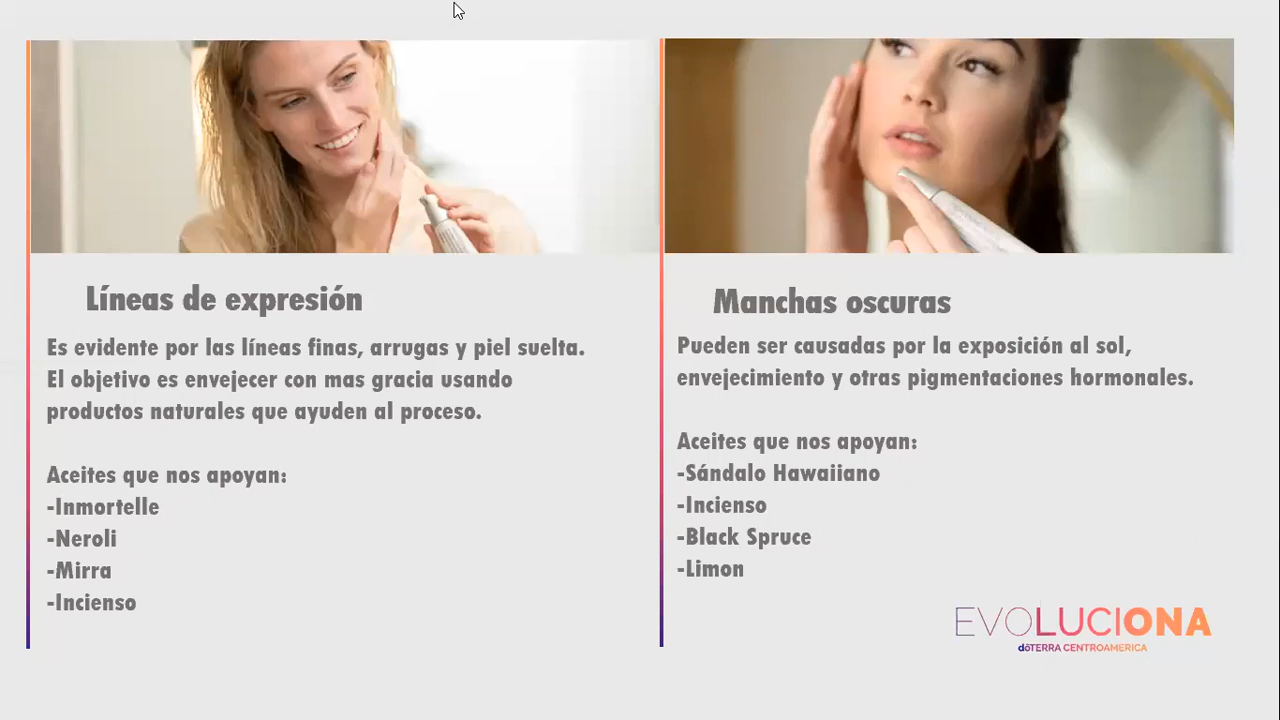 Líneas de expresión
Es evidente por las líneas finas, arrugas y piel suelta.
El objetivo es envejecer con mas gracia usando
productos naturales que ayuden al proceso.
Aceites que nos apoyan:
-Inmortelle
-Neroli
-Mirra
-Incienso
Manchas oscuras
Pueden ser causadas por la exposición al sol,
envejecimiento y otras pigmentaciones hormonales.
Aceites que nos apoyan:
-Sándalo Hawaiiano
-Incienso
-Black Spruce
-Limon
EVOLUCIONA
dōTERRA CENTROAMERICA